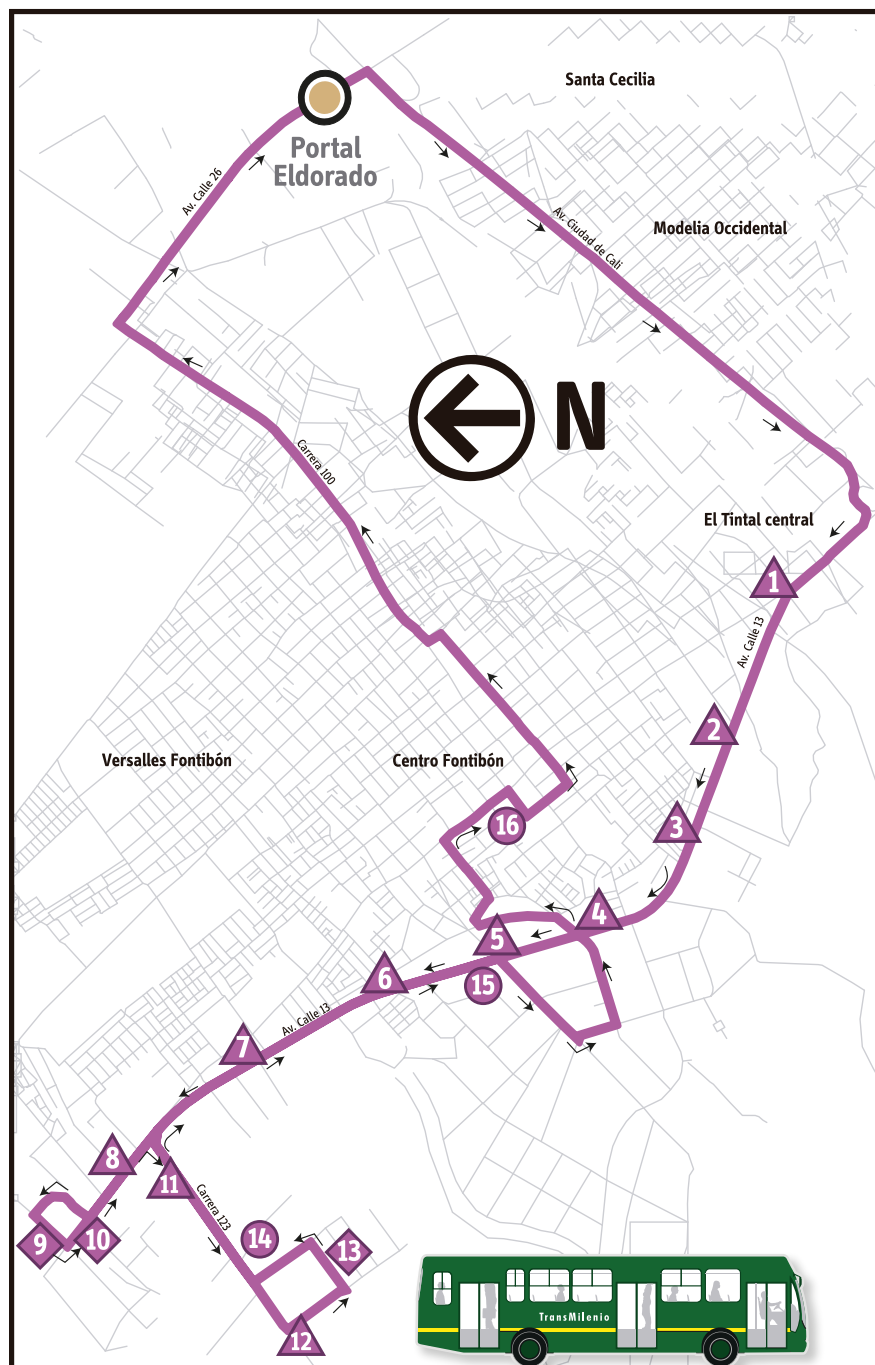 Santa Cecilia
Portal
Eldorado
Av. Calle 26
Av. Ciudad de Cali
Modelia Occidental
N
Carrera 100
El Tintal central
1
Av. Calle 13
2
Versalles Fontibón
Centro Fontibón
16
3
4
5
6
15
Av. Calle 13
7
8
11
Carrera 123
9
10
14
13
12
TransMilenio